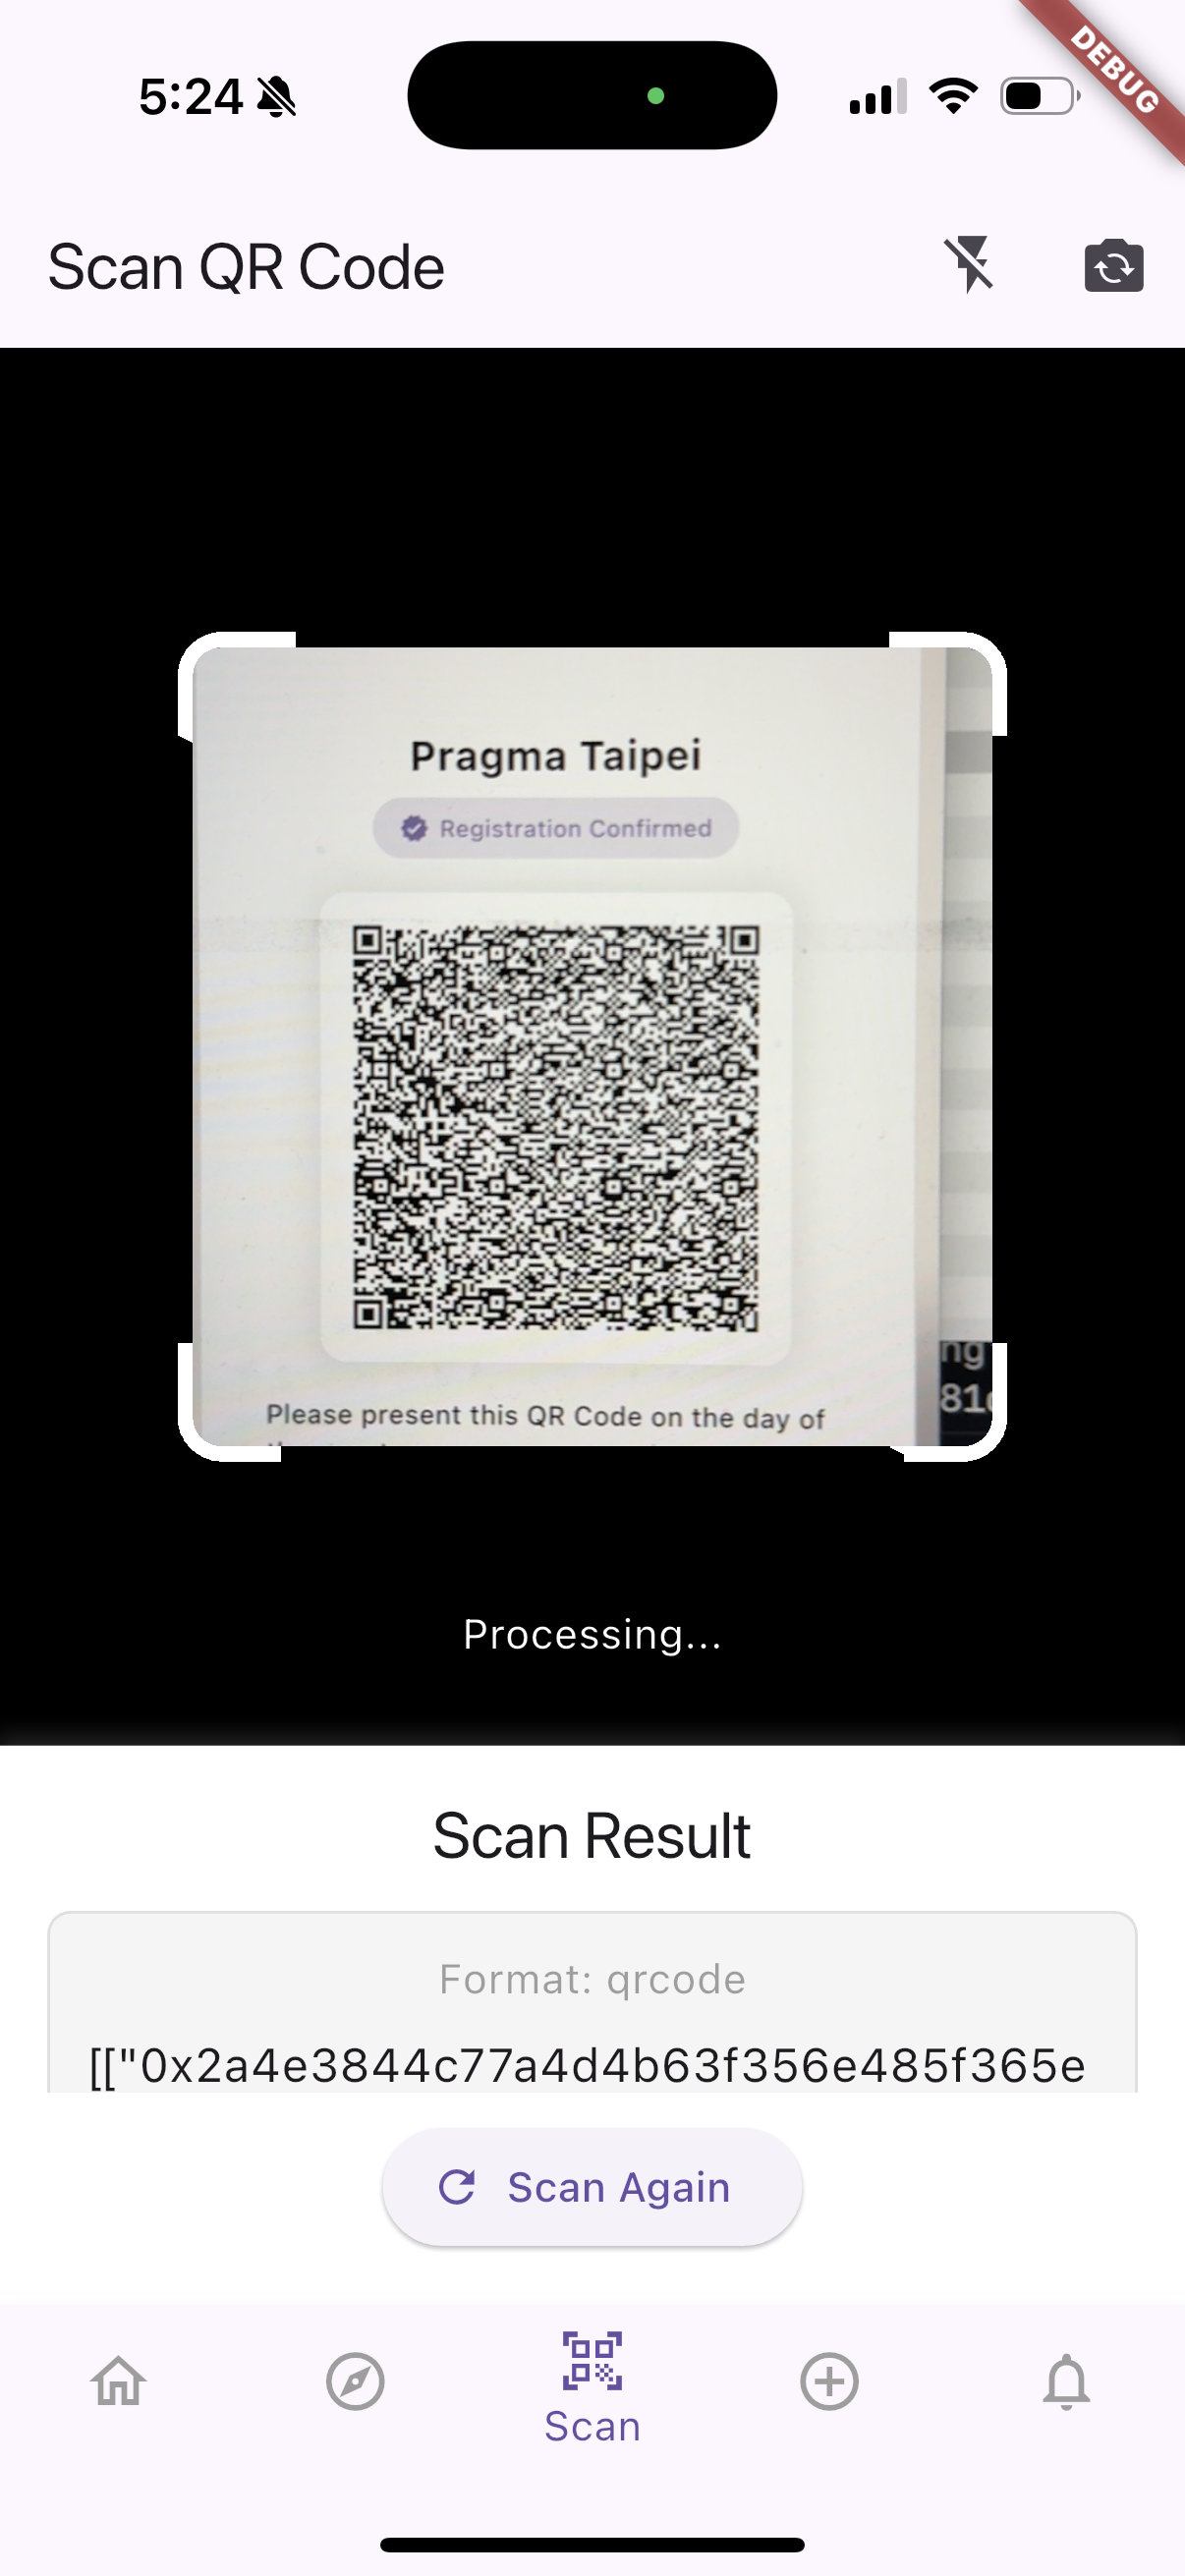 5:24
DEBUG
Scan QR Code
Pragma Taipei
Registration Confirmed
Please present this QR Code on the day of
ng
81
Processing...
Scan Result
Format: qrcode
[["0x2a4e3844c77a4d4b63f356e485f365e
Scan Again
Scan